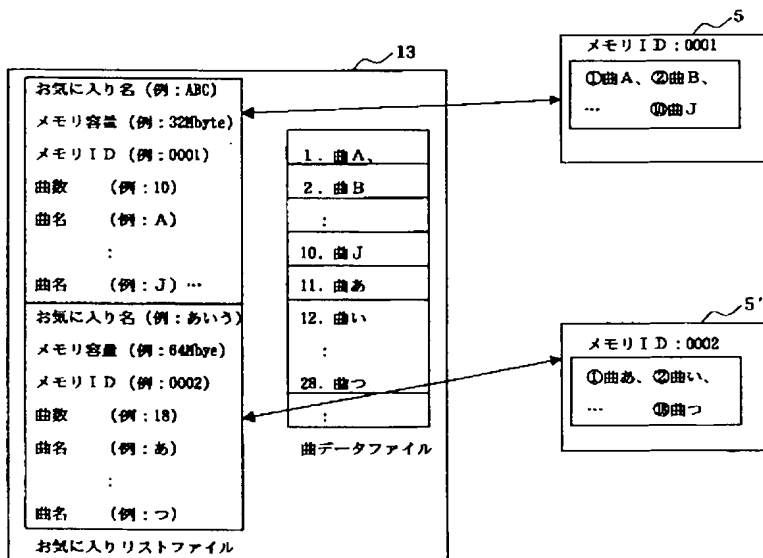 13
お気に入り名 (例:ABC)
メモリ容量 (例:32Mbyte)
メモリID (例:0001)
曲数 (例:10)
曲名 (例:A)
:
曲名 (例:J) …
お気に入り名 (例:あいう)
メモリ容量 (例:64Mbye)
メモリID (例:0002)
曲数 (例:18)
曲名 (例:あ)
:
曲名 (例:つ)
お気に入りリストファイル
1. 曲A、
2. 曲B
:
10. 曲J
11. 曲あ
12. 曲い
:
28. 曲つ
:
曲データファイル
5
メモリID:0001
①曲A、②曲B、
… ⑩曲J
5'
メモリID:0002
①曲あ、②曲い、
… ⑱曲つ